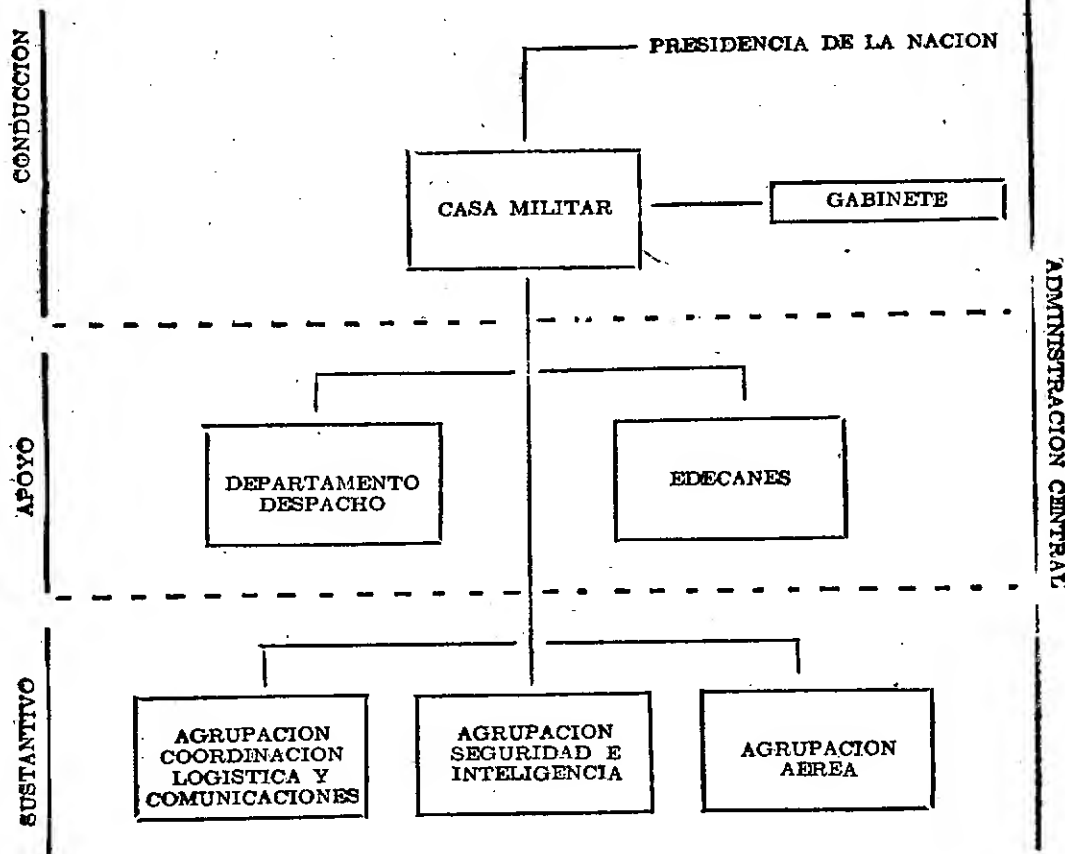 CONDUCCION
PRESIDENCIA DE LA NACION
CASA MILITAR
GABINETE
ADMINISTRACION CENTRAL
APOYO
DEPARTAMENTO
DESPACHO
EDECANES
SUSTANTIVO
AGRUPACION
COORDINACION
LOGISTICA Y
COMUNICACIONES
AGRUPACION
SEGURIDAD E
INTELIGENCIA
AGRUPACION
AEREA